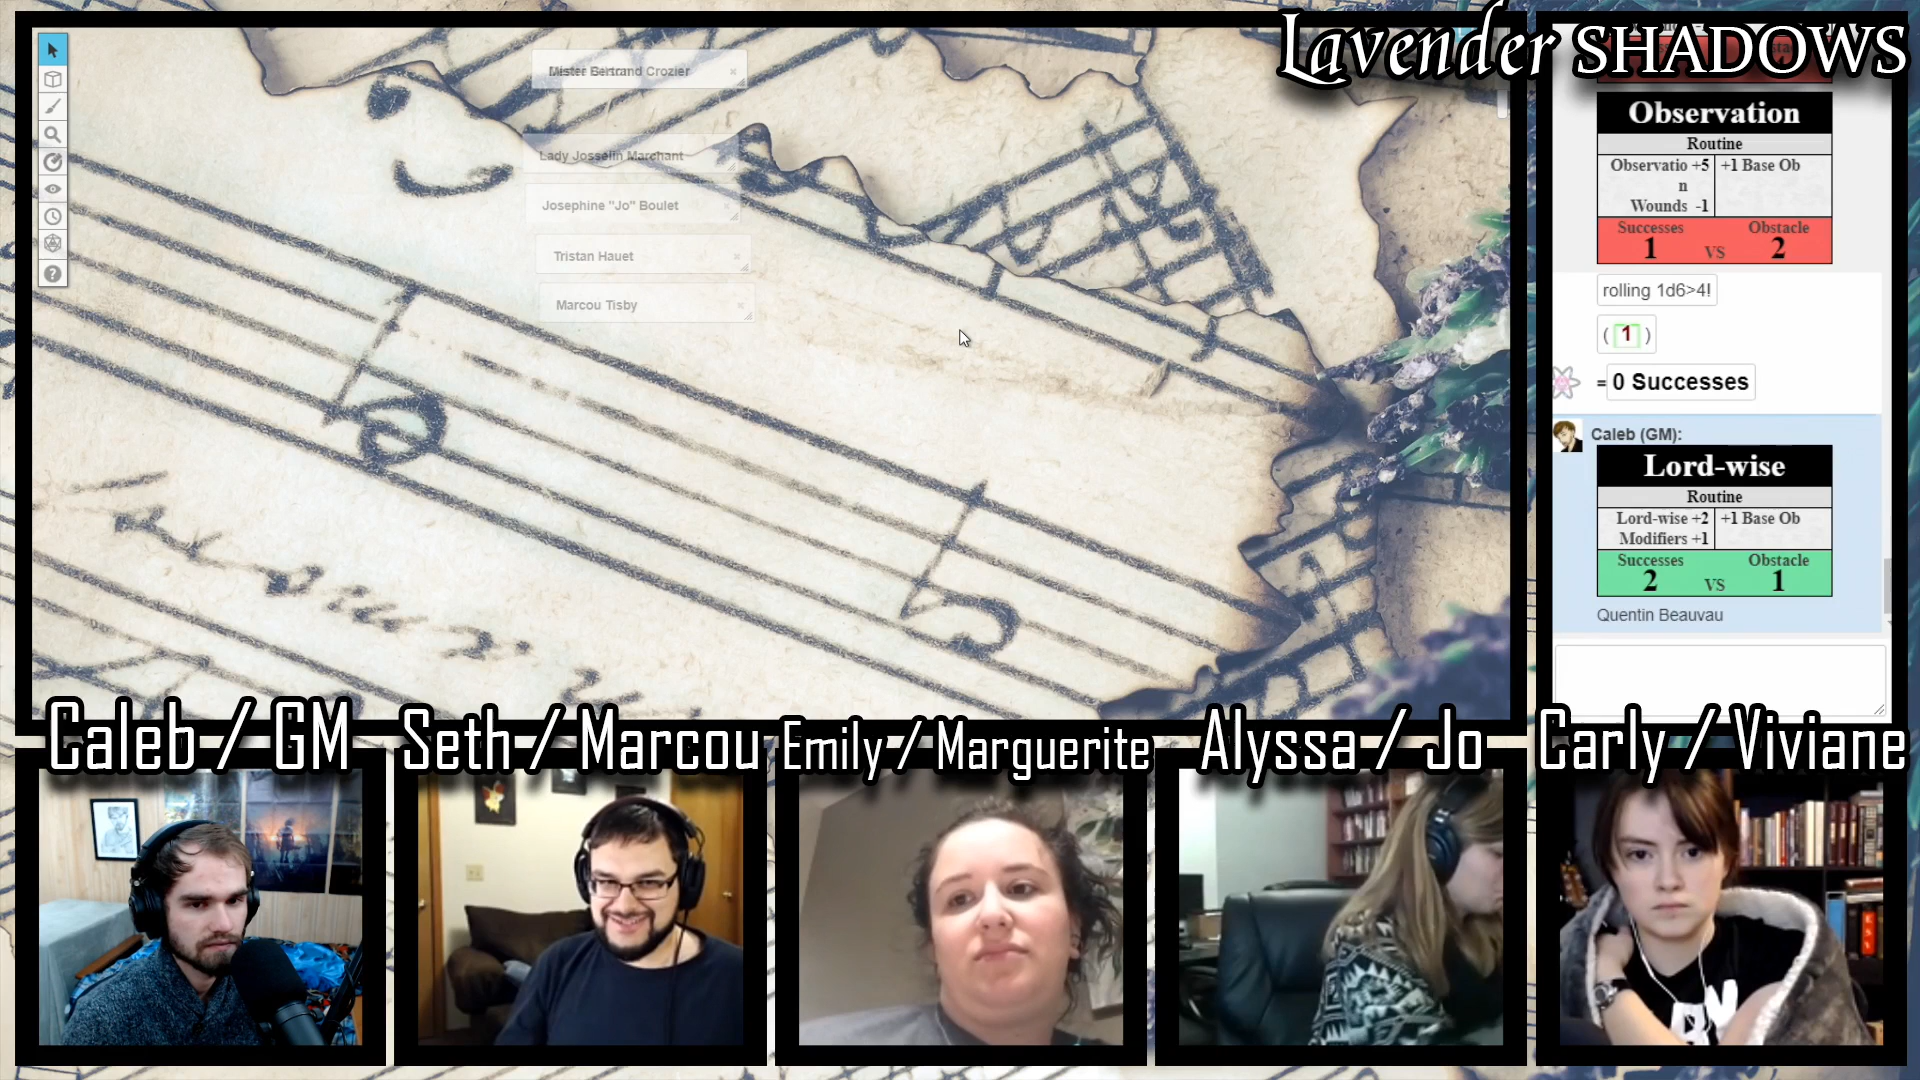 Lavender SHADOWS
Mister Bertrand Crozier
Lady Josselin Marchant
Josephine "Jo" Boulet
Tristan Hauet
Marcou Tisby
Observation
Routine
Observatio +5 +1 Base Ob
n
Wounds -1
Successes Obstacle
1 VS 2
rolling 1d6>4!
( 1 )
= 0 Successes
Caleb (GM):
Lord-wise
Routine
Lord-wise +2 +1 Base Ob
Modifiers +1
Successes Obstacle
2 VS 1
Quentin Beauvau
Caleb / GM
Seth / Marcou
Emily / Marguerite
Alyssa / Jo
Carly / Viviane